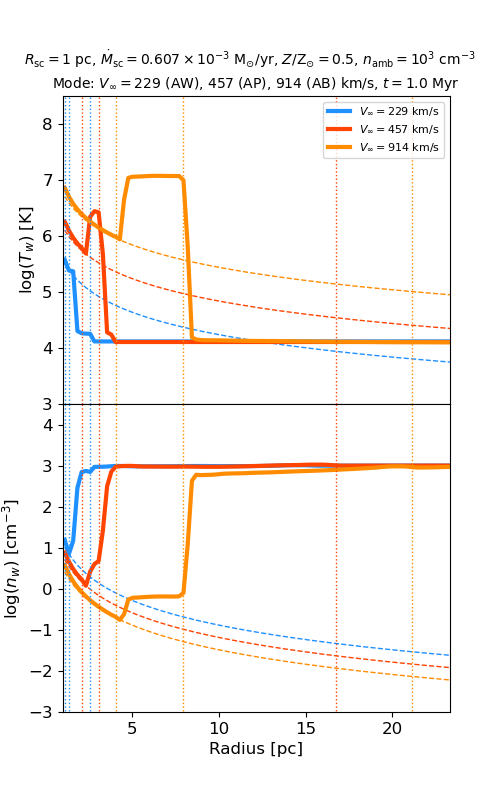 R_sc = 1 pc, Ṁ_sc = 0.607 × 10⁻³ M_⊙/yr, Z/Z_⊙ = 0.5, n_amb = 10³ cm⁻³
Mode: V_∞ = 229 (AW), 457 (AP), 914 (AB) km/s, t = 1.0 Myr
V_∞ = 229 km/s
V_∞ = 457 km/s
V_∞ = 914 km/s
log(T_w) [K]
8
7
6
5
4
3
log(n_w) [cm⁻³]
4
3
2
1
0
−1
−2
−3
5 10 15 20
Radius [pc]